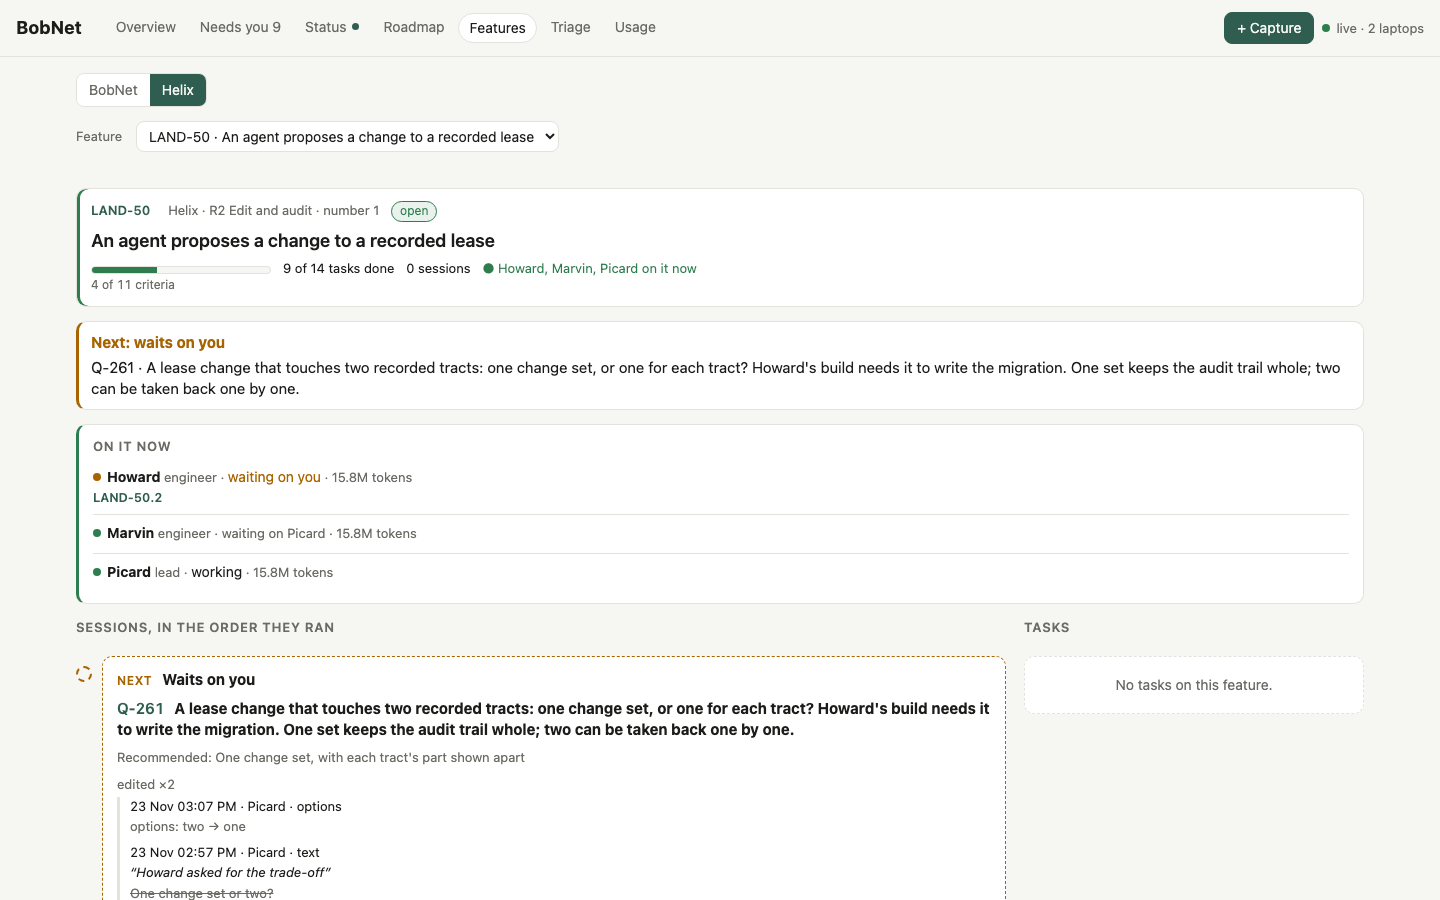 BobNet
Overview
Needs you 9
Status
Roadmap
Features
Triage
Usage
+ Capture
live · 2 laptops
BobNet
Helix
Feature
LAND-50 · An agent proposes a change to a recorded lease
LAND-50 Helix · R2 Edit and audit · number 1 open
An agent proposes a change to a recorded lease
9 of 14 tasks done 0 sessions Howard, Marvin, Picard on it now
4 of 11 criteria
Next: waits on you
Q-261 · A lease change that touches two recorded tracts: one change set, or one for each tract? Howard's build needs it to write the migration. One set keeps the audit trail whole; two
can be taken back one by one.
ON IT NOW
Howard engineer · waiting on you · 15.8M tokens
LAND-50.2
Marvin engineer · waiting on Picard · 15.8M tokens
Picard lead · working · 15.8M tokens
SESSIONS, IN THE ORDER THEY RAN
NEXT Waits on you
Q-261 A lease change that touches two recorded tracts: one change set, or one for each tract? Howard's build needs it
to write the migration. One set keeps the audit trail whole; two can be taken back one by one.
Recommended: One change set, with each tract's part shown apart
edited ×2
23 Nov 03:07 PM · Picard · options
options: two → one
23 Nov 02:57 PM · Picard · text
“Howard asked for the trade-off”
One change set or two?
TASKS
No tasks on this feature.